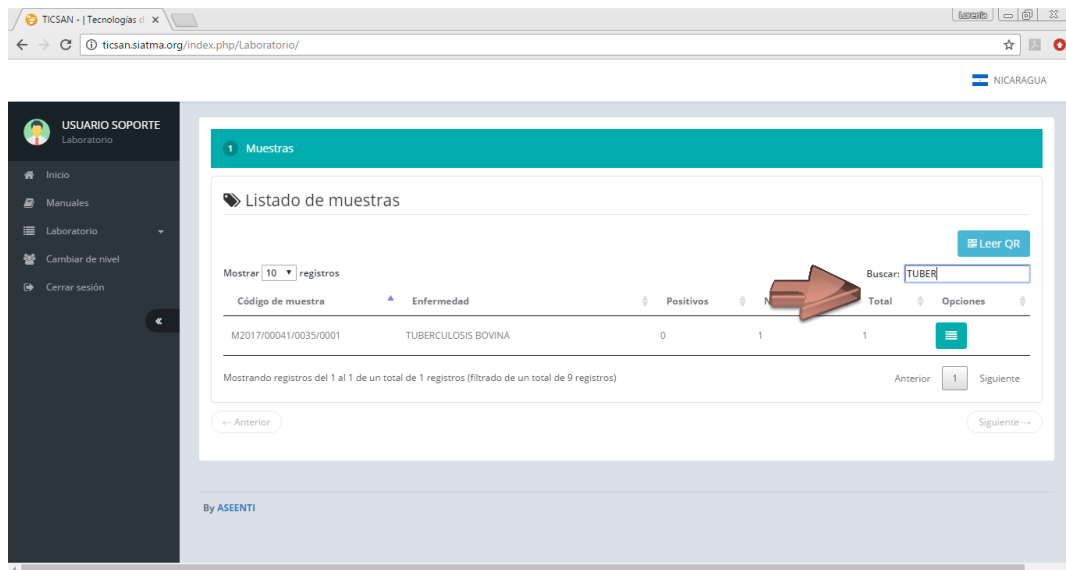 TICSAN - | Tecnologías d
Lorenla
ticsan.siatma.org/index.php/Laboratorio/
NICARAGUA
USUARIO SOPORTE
Laboratorio
Inicio
Manuales
Laboratorio
Cambiar de nivel
Cerrar sesión
1 Muestras
Listado de muestras
Leer QR
Mostrar 10 registros
Buscar: TUBER
Código de muestra Enfermedad Positivos Total Opciones
M2017/00041/0035/0001 TUBERCULOSIS BOVINA 0 1 1
Mostrando registros del 1 al 1 de un total de 1 registros (filtrado de un total de 9 registros)
Anterior 1 Siguiente
← Anterior
Siguiente →
By ASEENTI